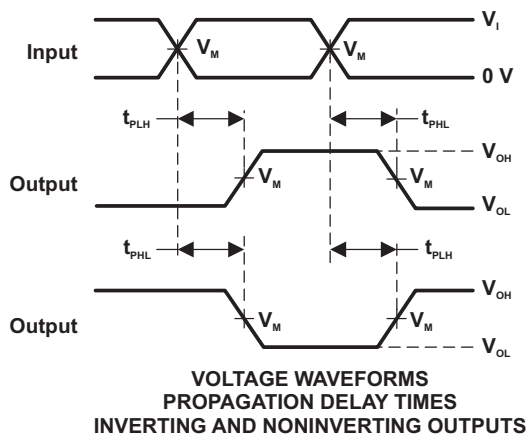 V_I
Input V_M V_M
0 V
t_PLH t_PHL
V_OH
Output V_M V_M
V_OL
t_PHL t_PLH
V_OH
Output V_M V_M
V_OL
VOLTAGE WAVEFORMS
PROPAGATION DELAY TIMES
INVERTING AND NONINVERTING OUTPUTS